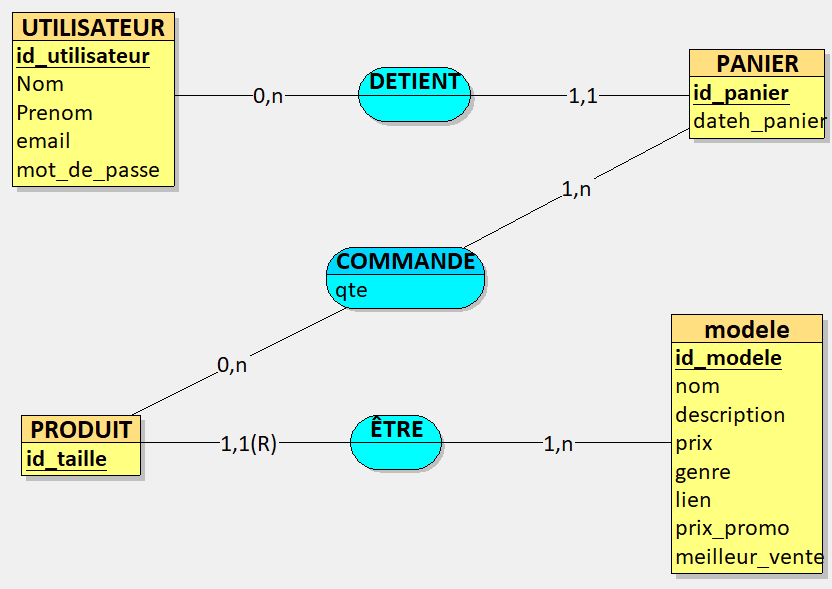 UTILISATEUR
id_utilisateur
Nom
Prenom
email
mot_de_passe
0,n
DETIENT
1,1
PANIER
id_panier
dateh_panier
1,n
COMMANDE
qte
0,n
PRODUIT
id_taille
1,1(R)
ÊTRE
1,n
modele
id_modele
nom
description
prix
genre
lien
prix_promo
meilleur_vente